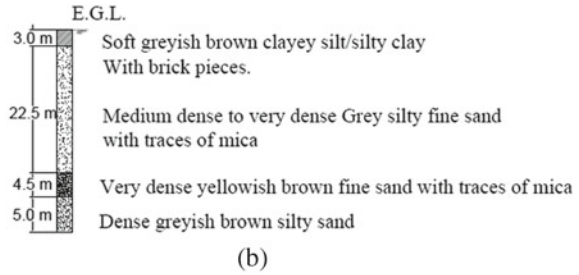 E.G.L.
3.0 m Soft greyish brown clayey silt/silty clay
With brick pieces.
22.5 m Medium dense to very dense Grey silty fine sand
with traces of mica
4.5 m Very dense yellowish brown fine sand with traces of mica
5.0 m Dense greyish brown silty sand
(b)